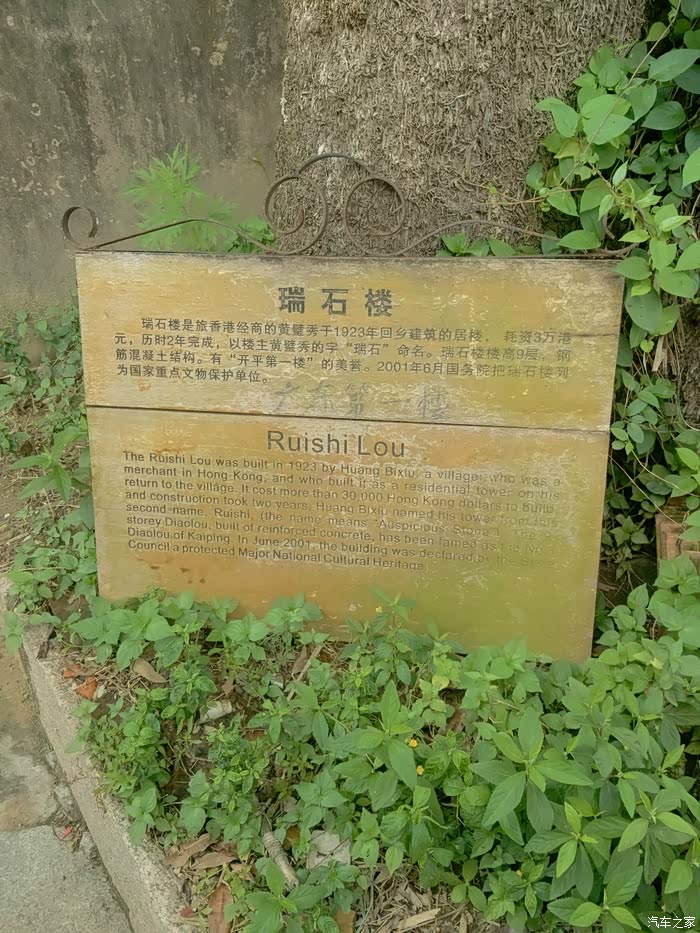 瑞石楼
瑞石楼是旅香港经商的黄璧秀于1923年回乡建筑的居楼， 耗资3万港
元，历时2年完成，以楼主黄璧秀的字“瑞石”命名。瑞石楼楼高9层，钢
筋混凝土结构。有“开平第一楼”的美誉。2001年6月国务院把瑞石楼列
为国家重点文物保护单位。
第一楼
Ruishi Lou
The Ruishi Lou was built in 1923 by Huang Bixiu, a villager who was a
merchant in Hong Kong, and who built it as a residential tower on his
return to the village. It cost more than 30,000 Hong Kong dollars to build,
and construction took two years. Huang Bixiu named his tower from his
second name, Ruishi, (the name means "Auspicious Stone"). The
storey Diaolou, built of reinforced concrete, has been famed as the
Diaolou of Kaiping. In June 2001, the building was declared by the State
Council a protected Major National Cultural Heritage
汽车之家